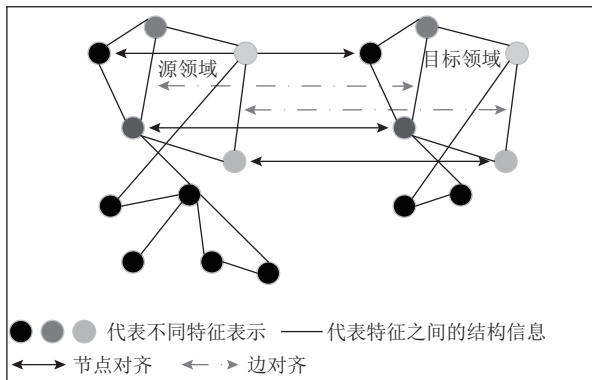 源领域
目标领域
代表不同特征表示 代表特征之间的结构信息
节点对齐 边对齐